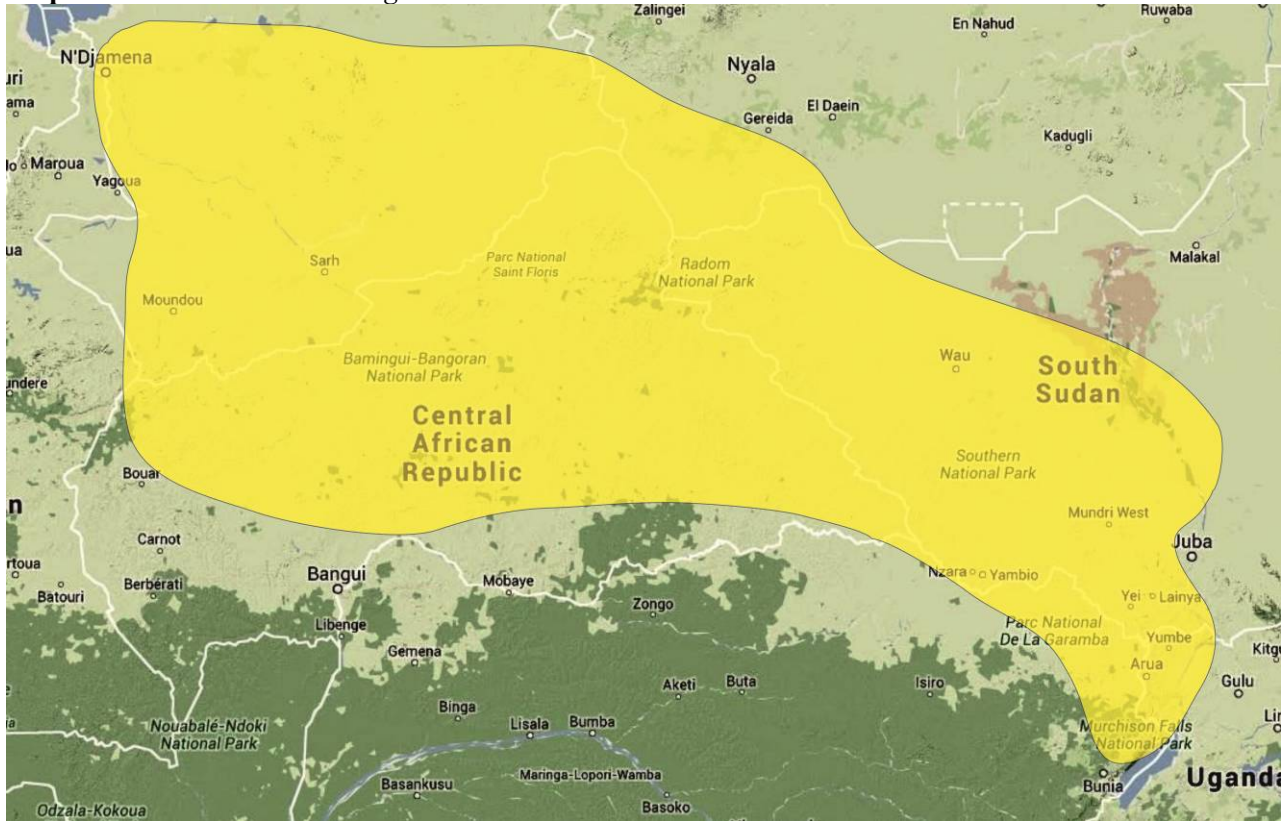 Zalingei
Ruwaba
En Nahud
N'Djamena
Nyala
El Daein
Gereida
Kadugli
Maroua
Yagoua
Malakal
Parc National
Saint Floris
Radom
National Park
Sarh
Moundou
Wau
South
Sudan
Bamingui-Bangoran
National Park
Central
African
Republic
Southern
National Park
Bouar
Mundri West
Carnot
Juba
Bangui
Mobaye
Nzara
Yambio
Berbérati
Batouri
Zongo
Yei
Lainya
Libenge
Parc National
De La Garamba
Yumbe
Gemena
Arua
Aketi
Buta
Isiro
Gulu
Binga
Nouabalé-Ndoki
National Park
Lisala
Bumba
Murchison Falls
National Park
Maringa-Lopori-Wamba
Basankusu
Bunia
Uganda
Basoko
Odzala-Kokoua